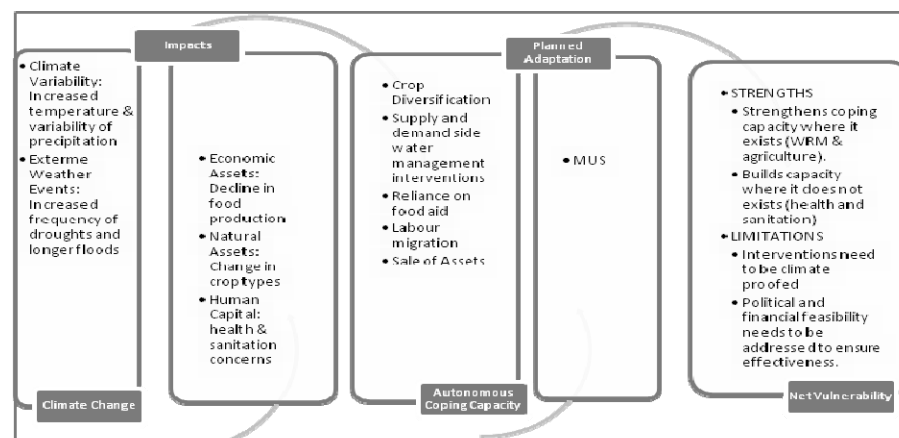 Impacts
Planned
Adaptation
• Climate
Variability:
Increased
temperature &
variability of
precipitation
• Exterme
Weather
Events:
Increased
frequency of
droughts and
longer floods
Climate Change
• Economic
Assets:
Decline in
food
production
• Natural
Assets:
Change in
crop types
• Human
Capital:
health &
sanitation
concerns
• Crop
Diversification
• Supply and
demand side
water
management
interventions
• Reliance on
food aid
• Labour
migration
• Sale of Assets
Autonomous
Coping Capacity
• MUS
• STRENGTHS
• Strengthens coping
capacity where it
exists (WRM &
agriculture).
• Builds capacity
where it does not
exists (health and
sanitation)
• LIMITATIONS
• Interventions need
to be climate
proofed
• Political and
financial feasibility
needs to be
addressed to ensure
effectiveness.
Net Vulnerability